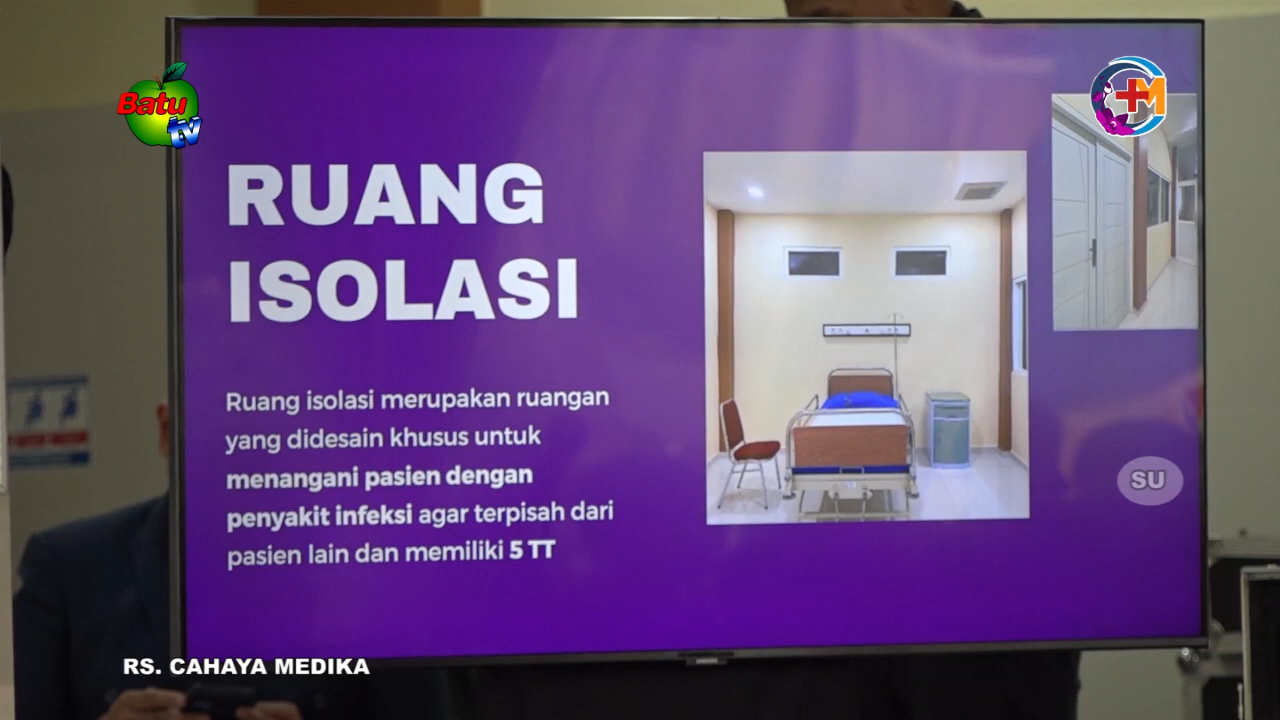 Batu
tv
M
RUANG
ISOLASI
Ruang isolasi merupakan ruangan
yang didesain khusus untuk
menangani pasien dengan
penyakit infeksi agar terpisah dari
pasien lain dan memiliki 5 TT
SU
RS. CAHAYA MEDIKA